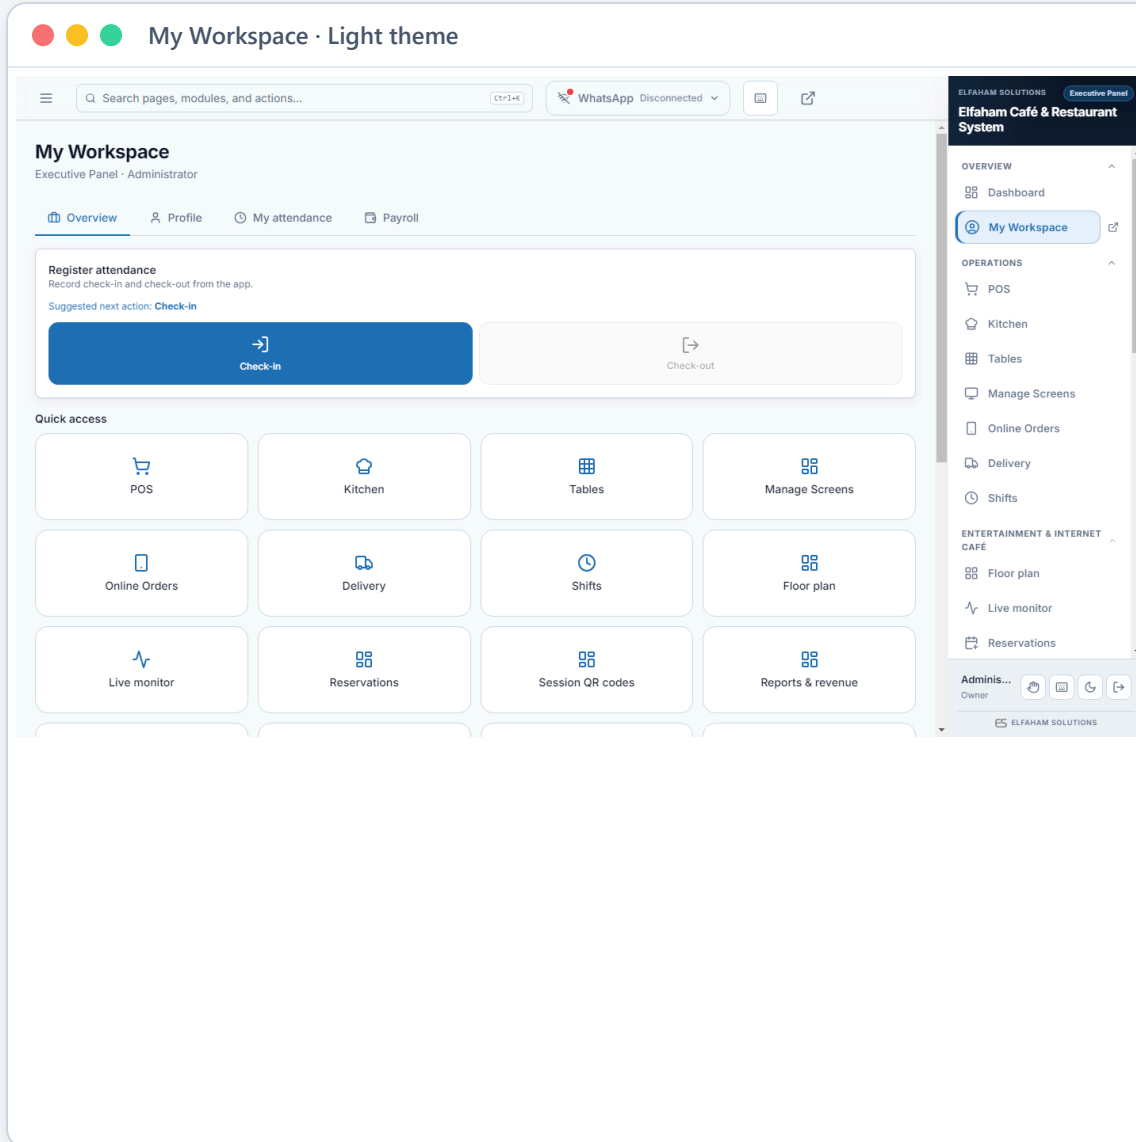 My Workspace · Light theme
Search pages, modules, and actions...
Ctrl+K
WhatsApp Disconnected
My Workspace
Executive Panel · Administrator
Overview
Profile
My attendance
Payroll
Register attendance
Record check-in and check-out from the app.
Suggested next action: Check-in
Check-in
Check-out
Quick access
POS
Kitchen
Tables
Manage Screens
Online Orders
Delivery
Shifts
Floor plan
Live monitor
Reservations
Session QR codes
Reports & revenue
ELFAHAM SOLUTIONS
Executive Panel
Elfaham Café & Restaurant
System
OVERVIEW
Dashboard
My Workspace
OPERATIONS
POS
Kitchen
Tables
Manage Screens
Online Orders
Delivery
Shifts
ENTERTAINMENT & INTERNET
CAFÉ
Floor plan
Live monitor
Reservations
Adminis...
Owner
ES ELFAHAM SOLUTIONS